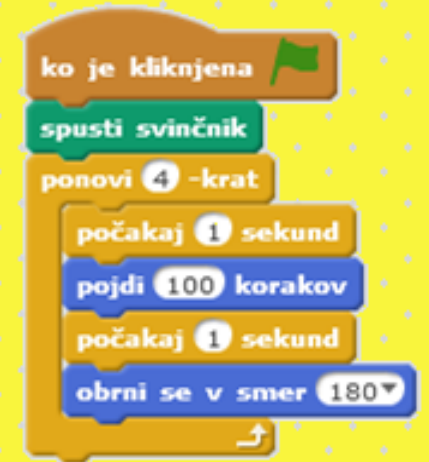 ko je kliknjena
spusti svinčnik
ponovi 4 -krat
počakaj 1 sekund
pojdi 100 korakov
počakaj 1 sekund
obrni se v smer 180